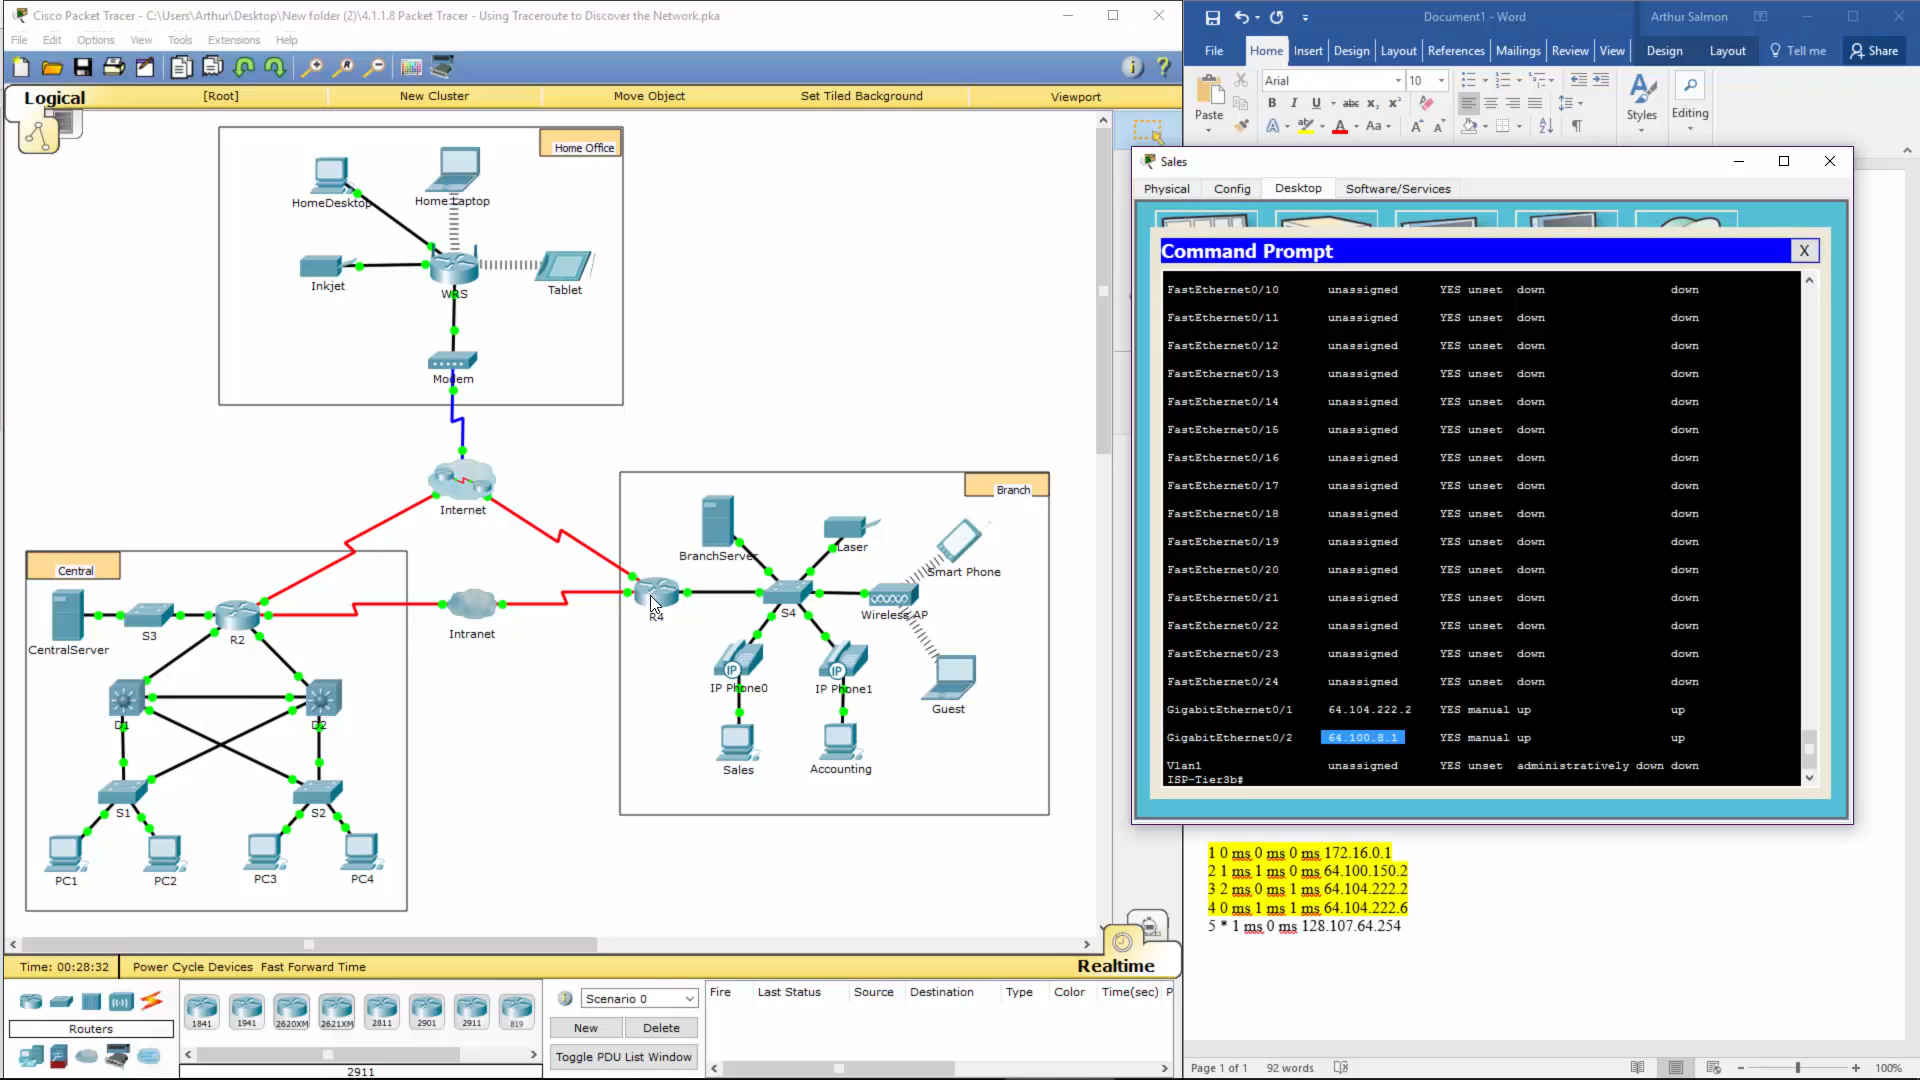 Cisco Packet Tracer - C:\Users\Arthur\Desktop\New folder (2)\4.1.1.8 Packet Tracer - Using Traceroute to Discover the Network.pka
File Edit Options View Tools Extensions Help
Logical
[Root]
New Cluster
Move Object
Set Tiled Background
Viewport
Home Office
HomeDesktop
Home Laptop
Inkjet
WRS
Tablet
Modem
Internet
Branch
BranchServer
Laser
Smart Phone
Central
R4
S4
Wireless AP
CentralServer
S3
R2
Intranet
IP
IP
IP Phone0
IP Phone1
Guest
D1
D2
Sales
Accounting
S1
S2
PC1
PC2
PC3
PC4
Time: 00:28:32
Power Cycle Devices Fast Forward Time
Realtime
Routers
1841
1941
2620XM
2621XM
2811
2901
2911
819
2911
Scenario 0
New
Delete
Toggle PDU List Window
Fire
Last Status
Source
Destination
Type
Color
Time(sec)
P
Document1 - Word
Arthur Salmon
File Home Insert Design Layout References Mailings Review View Design Layout Tell me Share
Paste
Arial
10
B I U abc x₂ x²
Aa
Styles
Editing
Sales
Physical Config Desktop Software/Services
Command Prompt
X
FastEthernet0/10 unassigned YES unset down down
FastEthernet0/11 unassigned YES unset down down
FastEthernet0/12 unassigned YES unset down down
FastEthernet0/13 unassigned YES unset down down
FastEthernet0/14 unassigned YES unset down down
FastEthernet0/15 unassigned YES unset down down
FastEthernet0/16 unassigned YES unset down down
FastEthernet0/17 unassigned YES unset down down
FastEthernet0/18 unassigned YES unset down down
FastEthernet0/19 unassigned YES unset down down
FastEthernet0/20 unassigned YES unset down down
FastEthernet0/21 unassigned YES unset down down
FastEthernet0/22 unassigned YES unset down down
FastEthernet0/23 unassigned YES unset down down
FastEthernet0/24 unassigned YES unset down down
GigabitEthernet0/1 64.104.222.2 YES manual up up
GigabitEthernet0/2 64.100.8.1 YES manual up up
Vlan1 unassigned YES unset administratively down down
ISP-Tier3b#
1 0 ms 0 ms 0 ms 172.16.0.1
2 1 ms 1 ms 0 ms 64.100.150.2
3 2 ms 0 ms 1 ms 64.104.222.2
4 0 ms 1 ms 1 ms 64.104.222.6
5 * 1 ms 0 ms 128.107.64.254
Page 1 of 1
92 words
100%